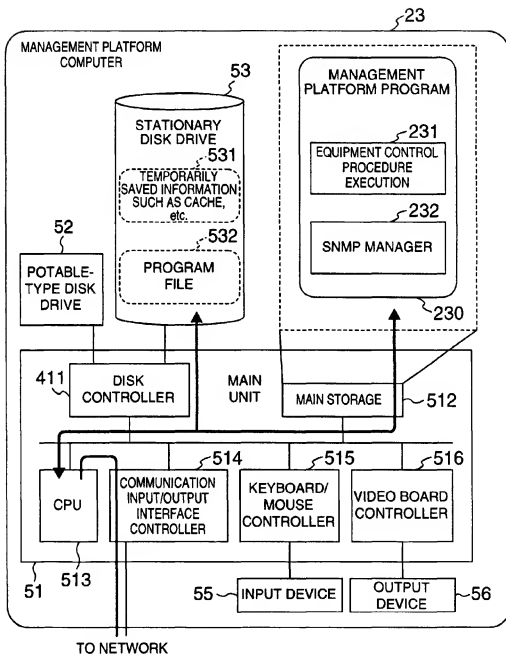 23
MANAGEMENT PLATFORM
COMPUTER
53
STATIONARY
DISK DRIVE
531
TEMPORARILY
SAVED INFORMATION
SUCH AS CACHE,
etc.
532
PROGRAM
FILE
52
POTABLE-
TYPE DISK
DRIVE
MANAGEMENT
PLATFORM PROGRAM
231
EQUIPMENT CONTROL
PROCEDURE
EXECUTION
232
SNMP MANAGER
230
411
DISK
CONTROLLER
MAIN
UNIT
MAIN STORAGE
512
CPU
513
514
COMMUNICATION
INPUT/OUTPUT
INTERFACE
CONTROLLER
515
KEYBOARD/
MOUSE
CONTROLLER
516
VIDEO BOARD
CONTROLLER
51
55
INPUT DEVICE
OUTPUT
DEVICE
56
TO NETWORK